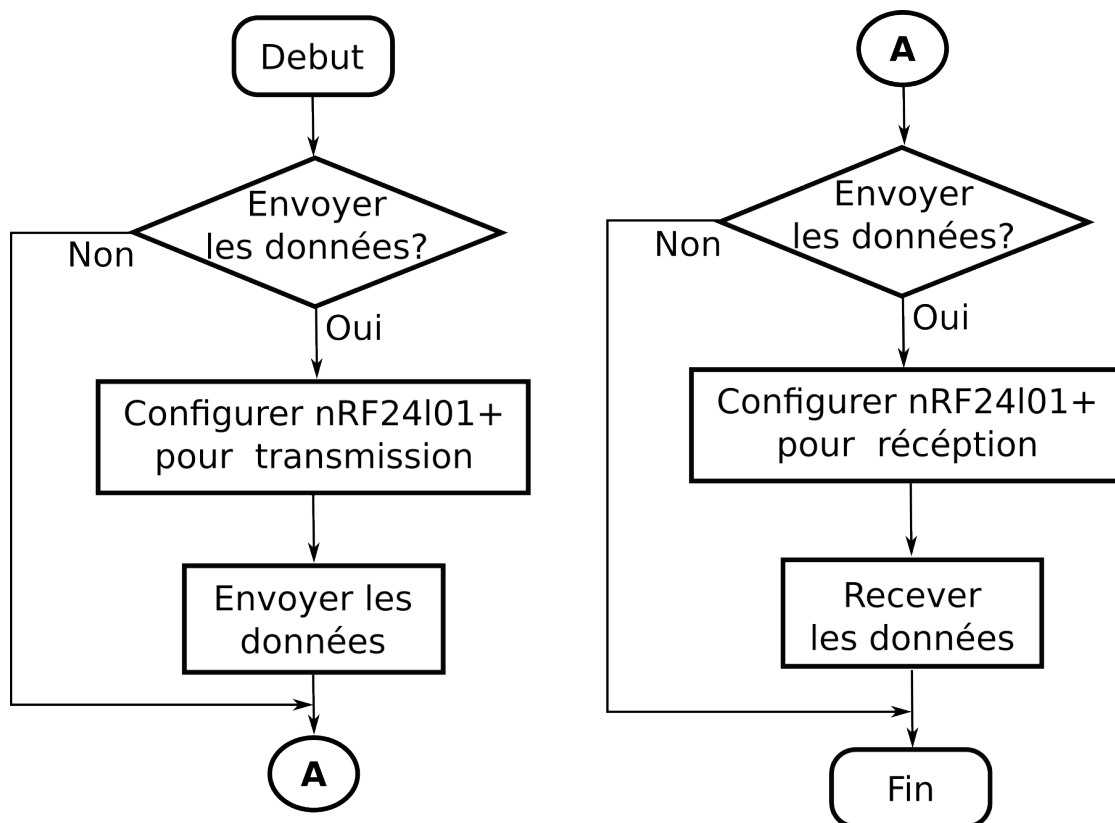 Debut
Envoyer
les données?
Non
Oui
Configurer nRF24l01+
pour  transmission
Envoyer les
données
A
A
Envoyer
les données?
Non
Oui
Configurer nRF24l01+
pour  récéption
Recever
les données
Fin